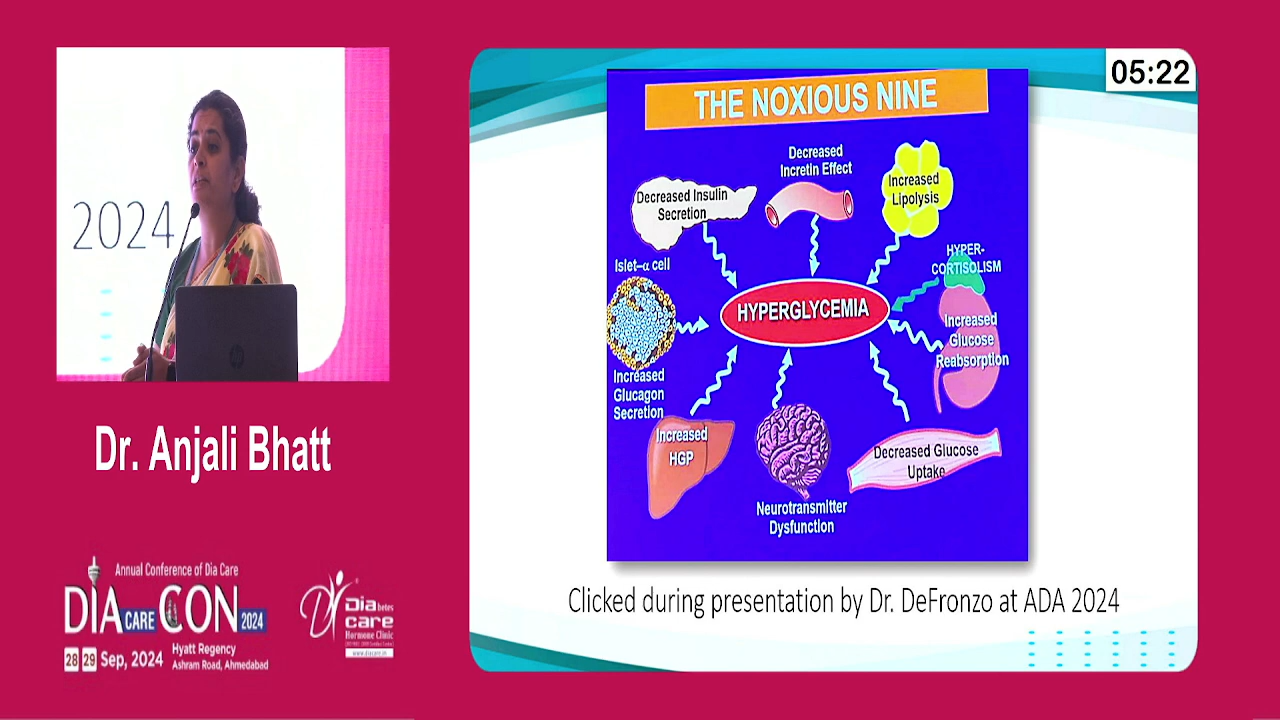 2024
Dr. Anjali Bhatt
Annual Conference of Dia Care
DIA CARE CON 2024
28 29 Sep, 2024
Hyatt Regency
Ashram Road, Ahmedabad
Diabetes
care
Hormone Clinic
www.diacare.in
05:22
THE NOXIOUS NINE
Decreased
Incretin Effect
Decreased Insulin
Secretion
Increased
Lipolysis
HYPER-
CORTISOLISM
Islet–α cell
HYPERGLYCEMIA
Increased
Glucose
Reabsorption
Increased
Glucagon
Secretion
Increased
HGP
Decreased Glucose
Uptake
Neurotransmitter
Dysfunction
Clicked during presentation by Dr. DeFronzo at ADA 2024